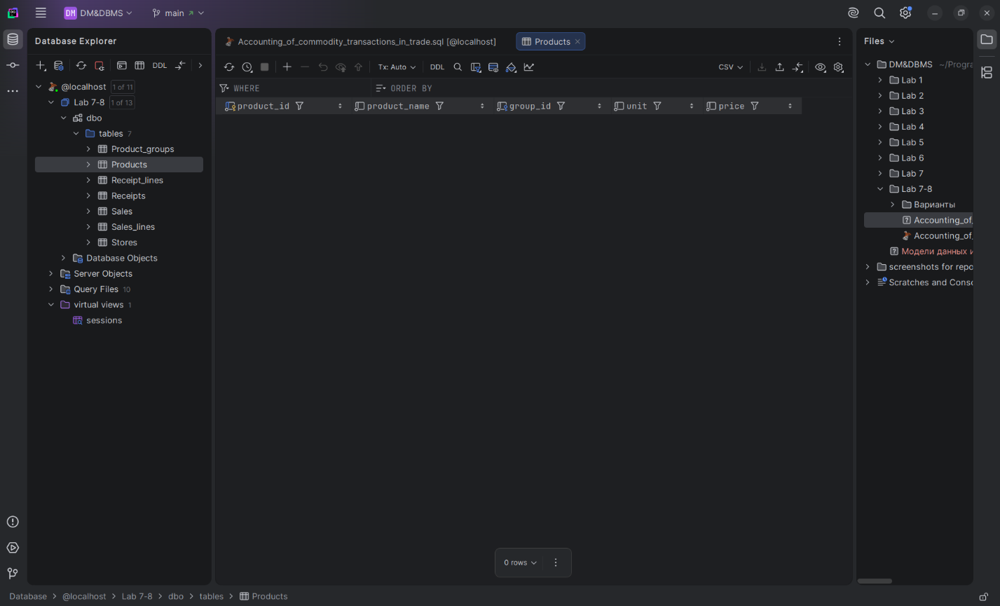 DM DM&DBMS main
Database Explorer
DDL
@localhost 1 of 11
Lab 7-8 1 of 13
dbo
tables 7
Product_groups
Products
Receipt_lines
Receipts
Sales
Sales_lines
Stores
Database Objects
Server Objects
Query Files 10
virtual views 1
sessions
Accounting_of_commodity_transactions_in_trade.sql [@localhost] Products
Tx: Auto DDL CSV
WHERE ORDER BY
product_id product_name group_id unit price
0 rows
Files
DM&DBMS ~/Progra
Lab 1
Lab 2
Lab 3
Lab 4
Lab 5
Lab 6
Lab 7
Lab 7-8
Варианты
Accounting_of_
Accounting_of_
Модели данных и
screenshots for repo
Scratches and Conso
Database @localhost Lab 7-8 dbo tables Products